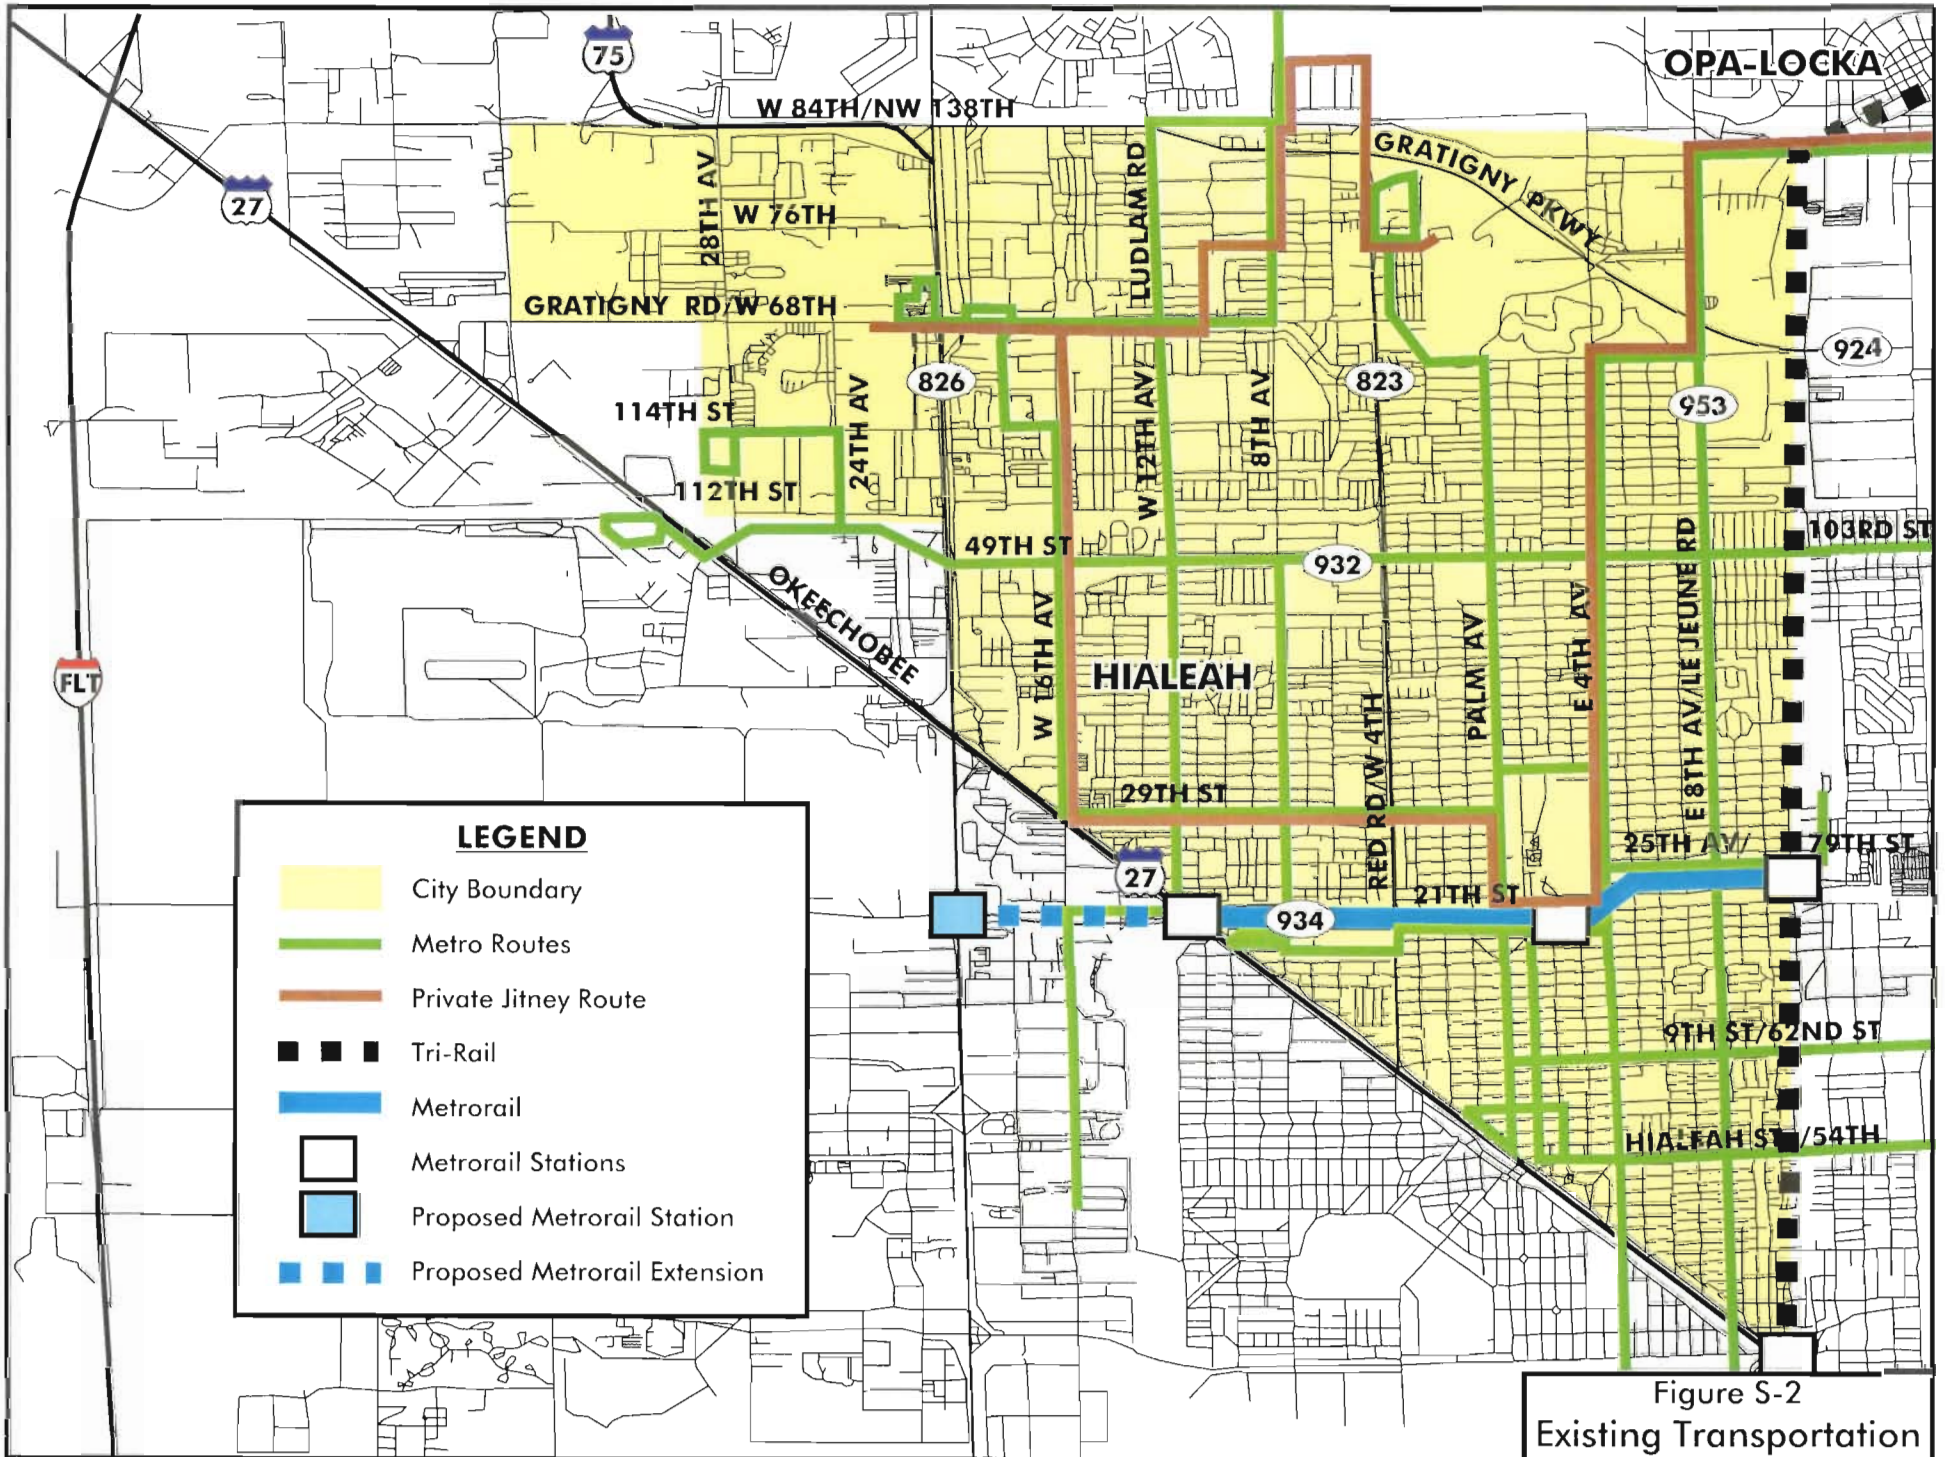 OPA-LOCKA
75
W 84TH/NW 138TH
GRATIGNY PKWY
27
28TH AV
W 76TH
LUDLAM RD
GRATIGNY RD/W 68TH
924
826
823
953
114TH ST
24TH AV
W 12TH AV
8TH AV
112TH ST
103RD ST
49TH ST
932
OKEECHOBEE
W 16TH AV
HIALEAH
RED RD/W 4TH
PALM AV
E 4TH AV
E 8TH AV/LEJEUNE RD
FLT
29TH ST
25TH AV/
79TH ST
27
21TH ST
934
9TH ST/62ND ST
HIALEAH ST /54TH
LEGEND
City Boundary
Metro Routes
Private Jitney Route
Tri-Rail
Metrorail
Metrorail Stations
Proposed Metrorail Station
Proposed Metrorail Extension
Figure S-2
Existing Transportation